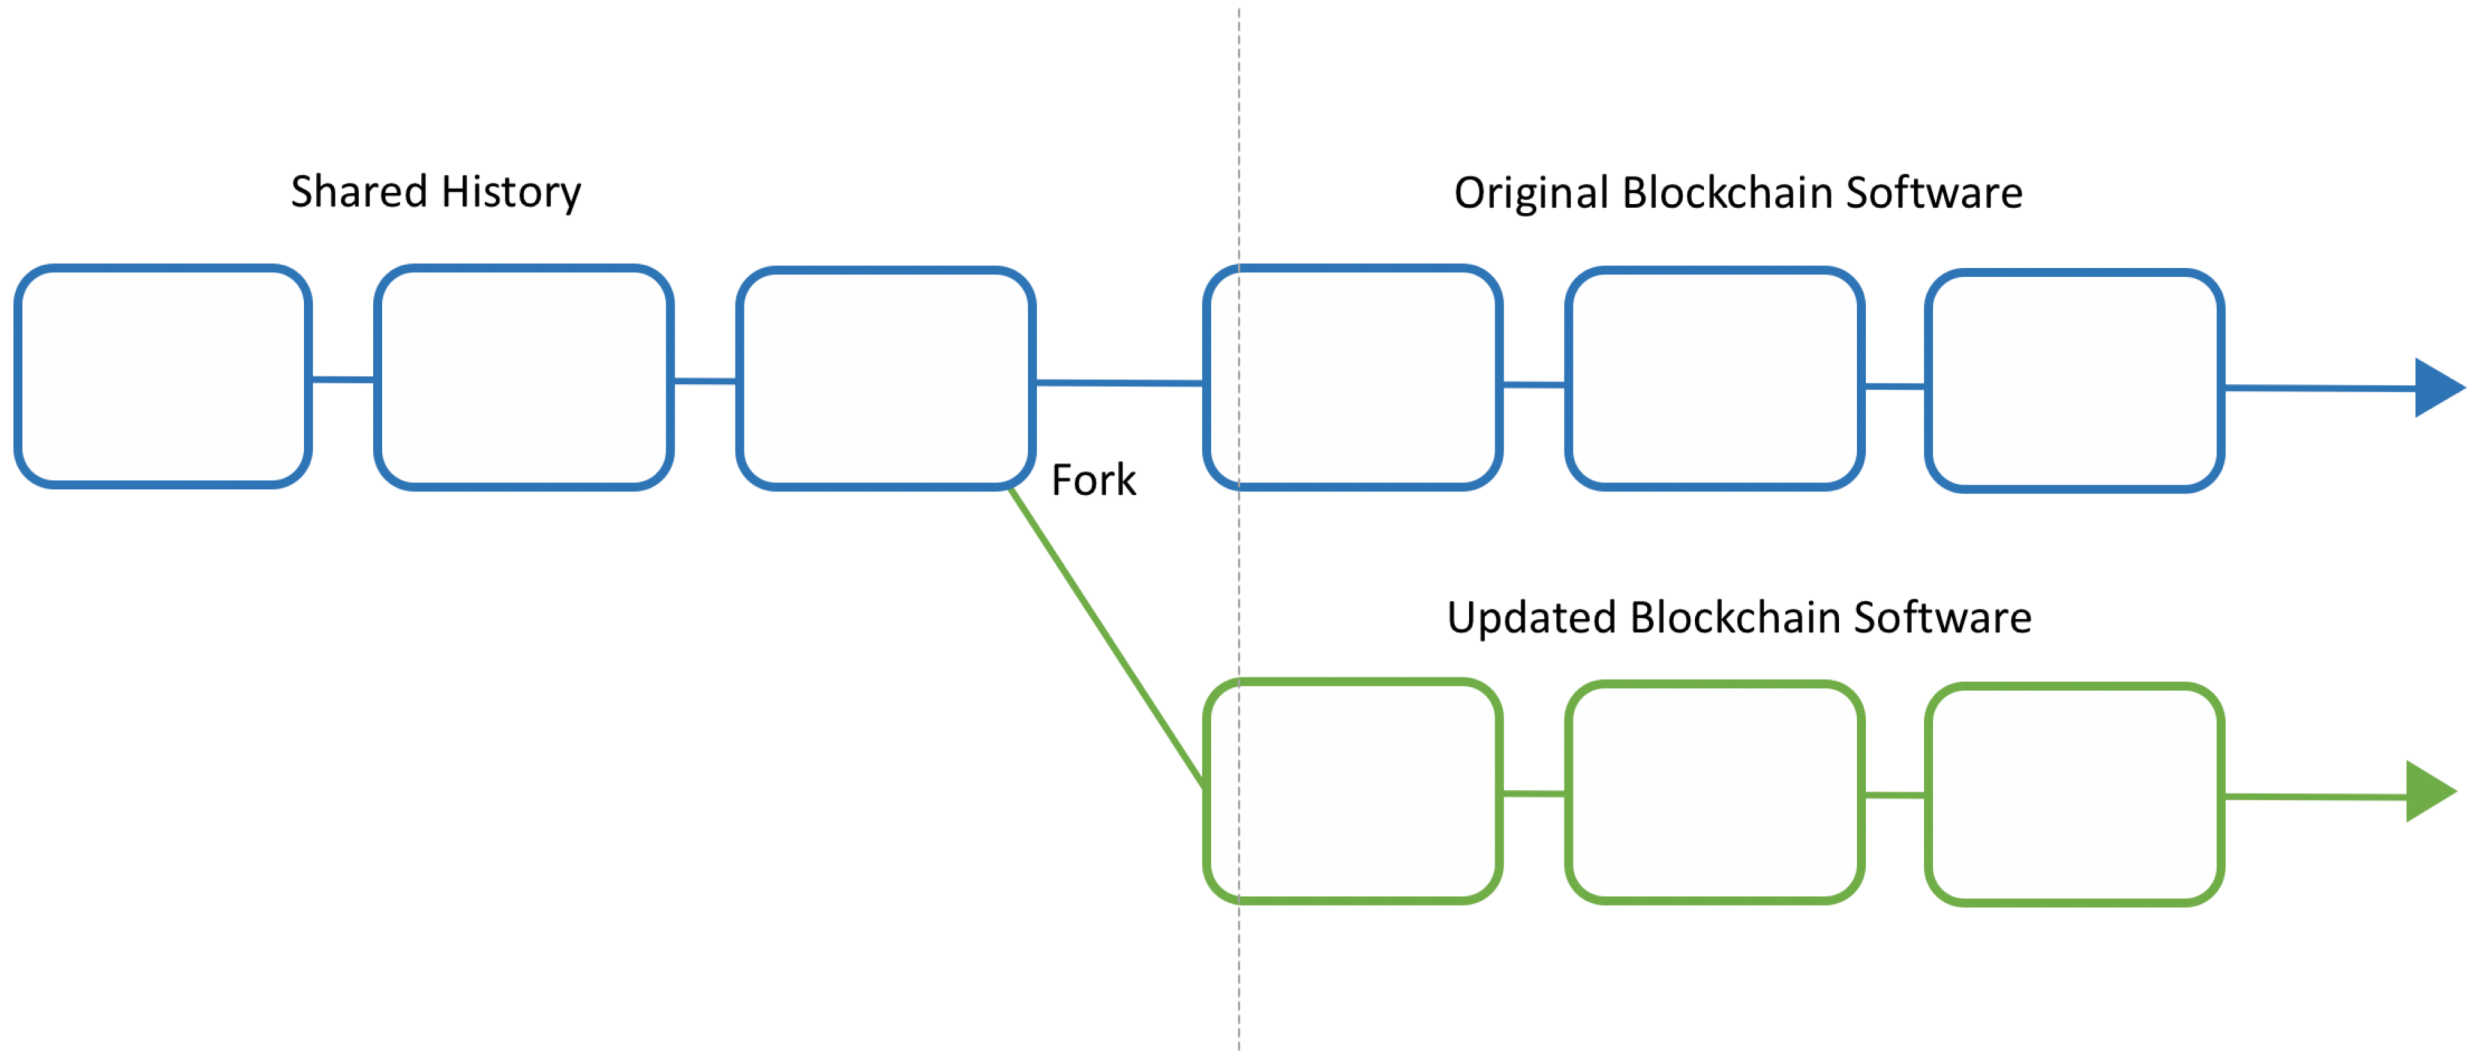 Shared History
Original Blockchain Software
Fork
Updated Blockchain Software